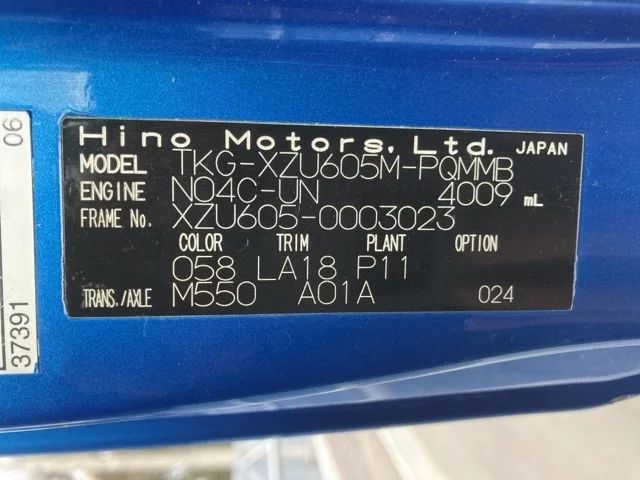 Hino Motors, Ltd. JAPAN
MODEL TKG-XZU605M-PQMMB
ENGINE N04C-UN 4009 mL
FRAME No. XZU605-0003023
COLOR TRIM PLANT OPTION
058 LA18 P11
TRANS./AXLE M550 A01A 024
37391 06